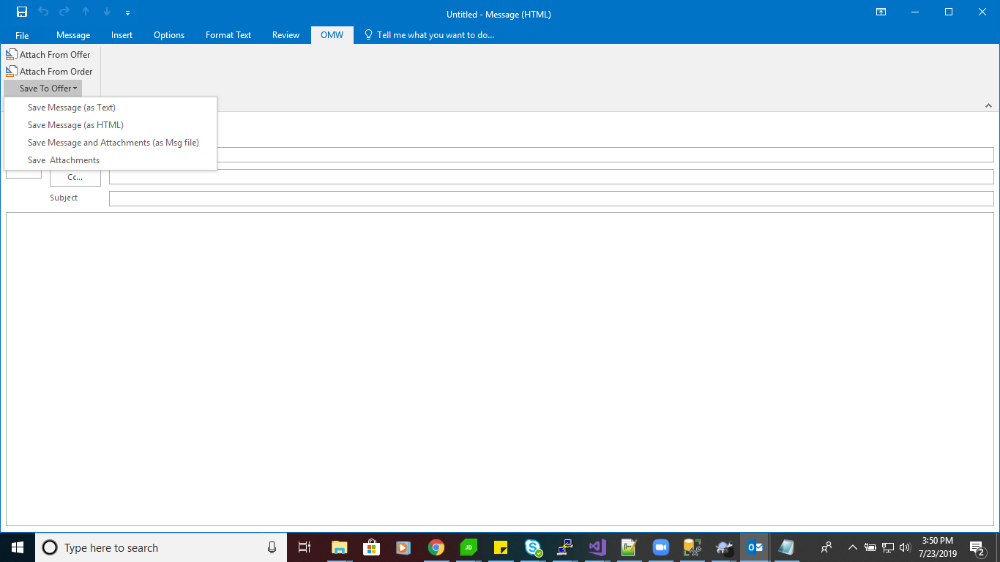 Untitled - Message (HTML)
File Message Insert Options Format Text Review OMW Tell me what you want to do...
Attach From Offer
Attach From Order
Save To Offer
Save Message (as Text)
Save Message (as HTML)
Save Message and Attachments (as Msg file)
Save  Attachments
Cc...
Subject
Type here to search
JD
3:50 PM
7/23/2019
2